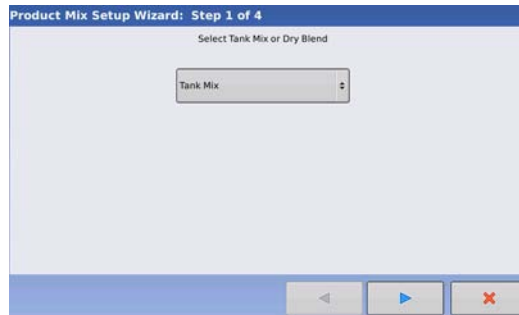 Product Mix Setup Wizard: Step 1 of 4
Select Tank Mix or Dry Blend
Tank Mix